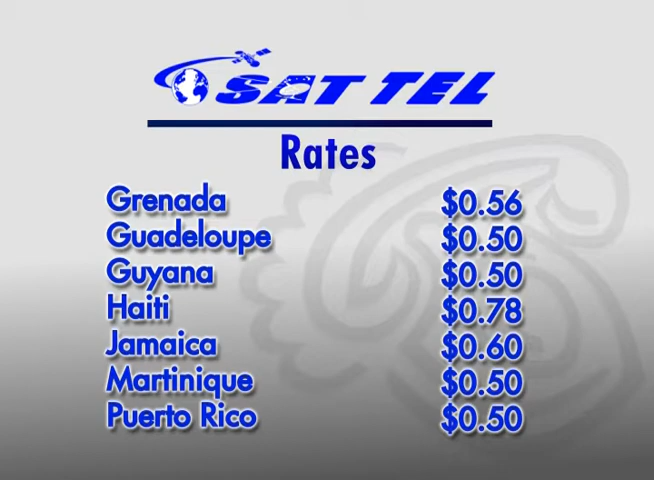 SAT TEL
Rates
Grenada $0.56
Guadeloupe $0.50
Guyana $0.50
Haiti $0.78
Jamaica $0.60
Martinique $0.50
Puerto Rico $0.50